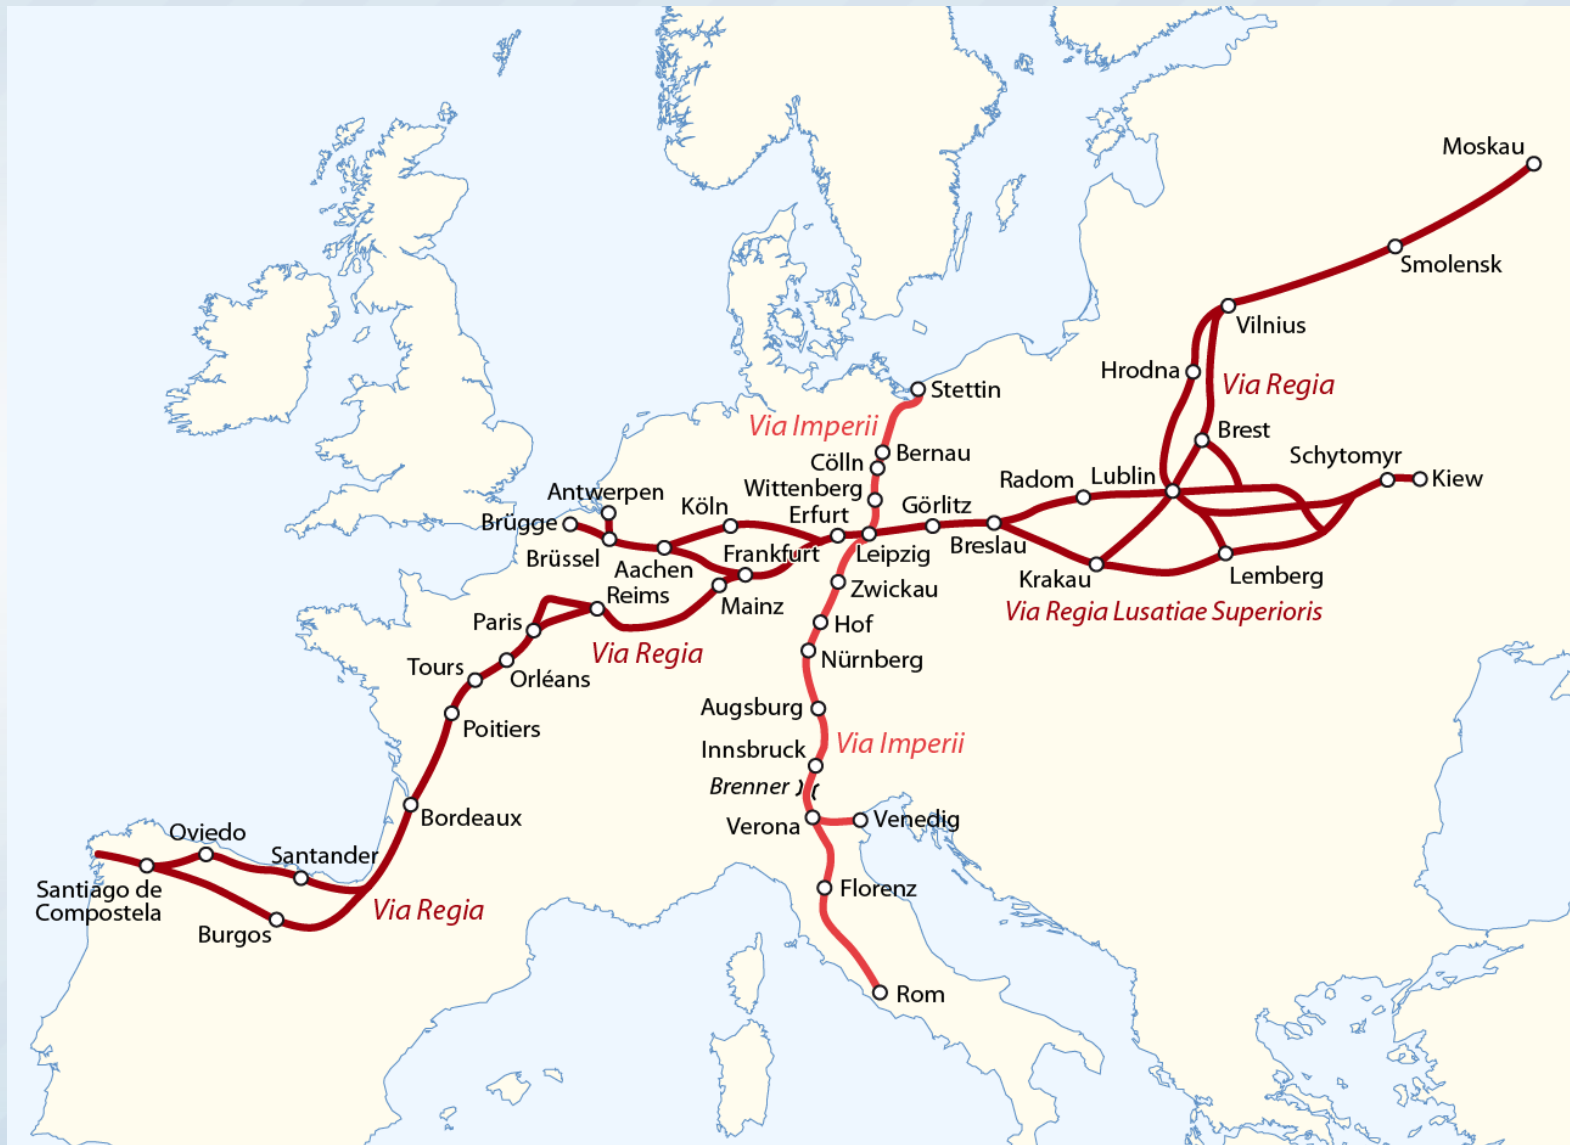 Moskau
Smolensk
Vilnius
Hrodna
Via Regia
Stettin
Via Imperii
Brest
Bernau
Schytomyr
Cölln
Kiew
Lublin
Radom
Wittenberg
Antwerpen
Köln
Görlitz
Erfurt
Brügge
Brüssel
Frankfurt
Leipzig
Breslau
Aachen
Krakau
Lemberg
Zwickau
Reims
Mainz
Via Regia Lusatiae Superioris
Paris
Hof
Via Regia
Nürnberg
Tours
Orléans
Augsburg
Poitiers
Via Imperii
Innsbruck
Brenner
Bordeaux
Venedig
Verona
Oviedo
Santander
Santiago de
Compostela
Florenz
Via Regia
Burgos
Rom